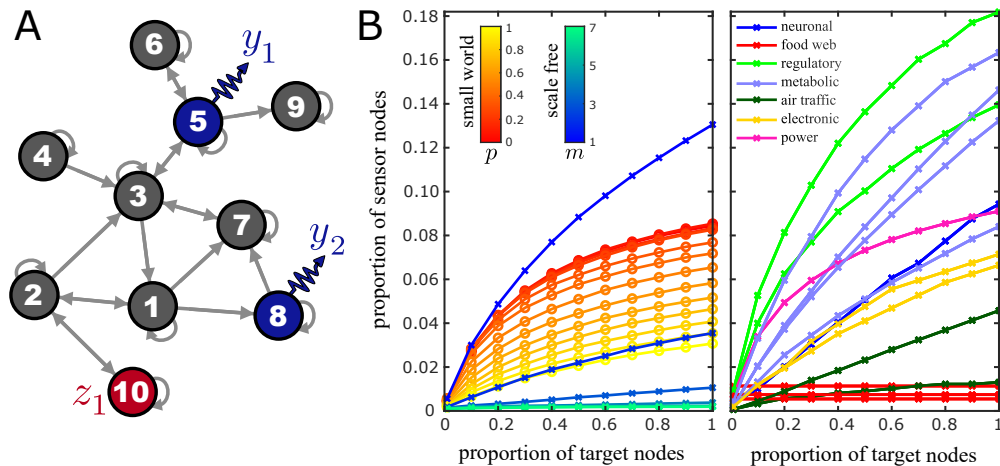 A
6
y1
5
9
4
3
7
y2
2
1
8
z1
10
B
proportion of sensor nodes
0.18
0.16
0.14
0.12
0.10
0.08
0.06
0.04
0.02
0
small world
1
0.8
0.6
0.4
0.2
0
p
scale free
7
5
3
1
m
0 0.2 0.4 0.6 0.8 1
proportion of target nodes
neuronal
food web
regulatory
metabolic
air traffic
electronic
power
0 0.2 0.4 0.6 0.8 1
proportion of target nodes